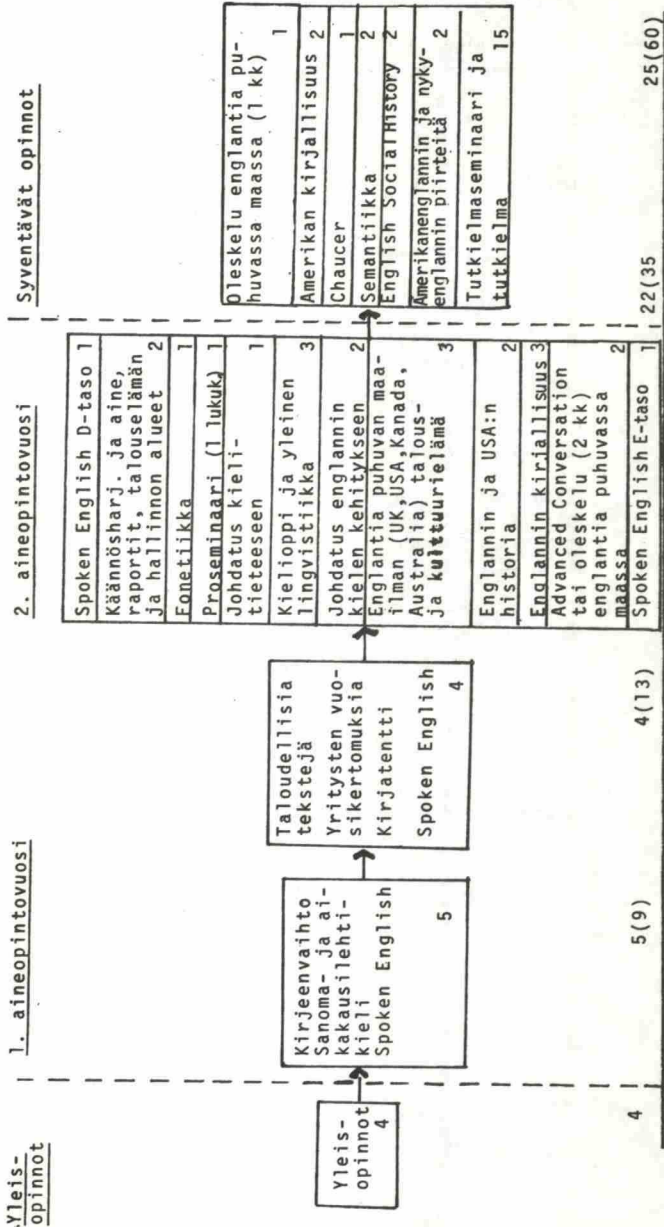 Yleis-
opinnot
1. aineopintovuosi
2. aineopintovuosi
Syventävät opinnot
Yleis-
opinnot
4
Kirjeenvaihto
Sanoma- ja ai-
kakausilehti-
kieli
Spoken English
5
Taloudellisia
tekstejä
Yritysten vuo-
sikertomuksia
Kirjatentti
Spoken English
4
Spoken English D-taso 1
Käännösharj. ja aine,
raportit, talouselämän
ja hallinnon alueet 2
Fonetiikka 1
Proseminaari (1 lukuk) 1
Johdatus kieli-
tieteeseen 1
Kielioppi ja yleinen
lingvistiikka 3
Johdatus englannin
kielen kehitykseen 2
Englantia puhuvan maa-
ilman (UK,USA,Kanada,
Australia) talous-
ja kulttuurielämä 3
Englannin ja USA:n
historia 2
Englannin kirjallisuus 3
Advanced Conversation
tai oleskelu (2 kk)
englantia puhuvassa
maassa 2
Spoken English E-taso 1
Oleskelu englantia pu-
huvassa maassa (1 kk) 1
Amerikan kirjallisuus 2
Chaucer 1
Semantiikka 2
English Social History 2
Amerikanenglannin ja nyky-
englannin piirteitä 2
Tutkielmaseminaari ja
tutkielma 15
4
5(9)
4(13)
22(35
25(60)